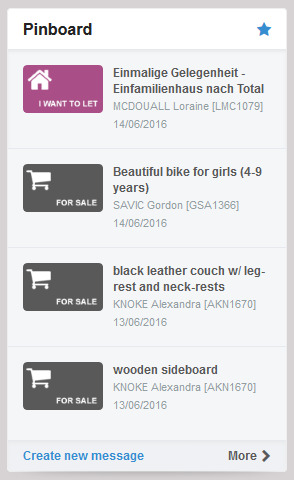 Pinboard
I WANT TO LET
Einmalige Gelegenheit -
Einfamilienhaus nach Total
MCDOUALL Loraine [LMC1079]
14/06/2016
FOR SALE
Beautiful bike for girls (4-9
years)
SAVIC Gordon [GSA1366]
14/06/2016
FOR SALE
black leather couch w/ leg-
rest and neck-rests
KNOKE Alexandra [AKN1670]
13/06/2016
FOR SALE
wooden sideboard
KNOKE Alexandra [AKN1670]
13/06/2016
Create new message
More